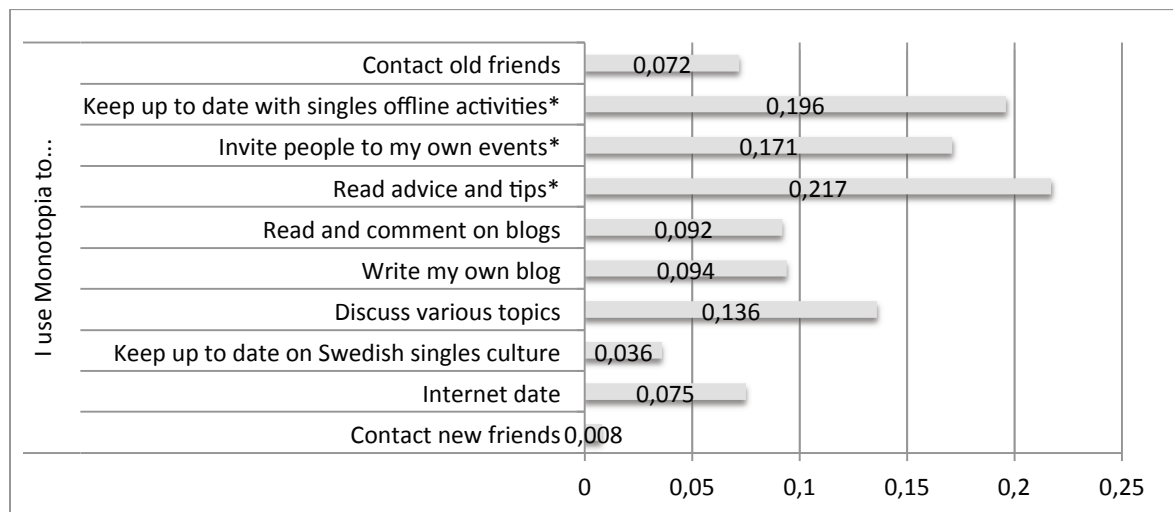 I use Monotopia to...
Contact old friends 0,072
Keep up to date with singles offline activities* 0,196
Invite people to my own events* 0,171
Read advice and tips* 0,217
Read and comment on blogs 0,092
Write my own blog 0,094
Discuss various topics 0,136
Keep up to date on Swedish singles culture 0,036
Internet date 0,075
Contact new friends 0,008
0 0,05 0,1 0,15 0,2 0,25